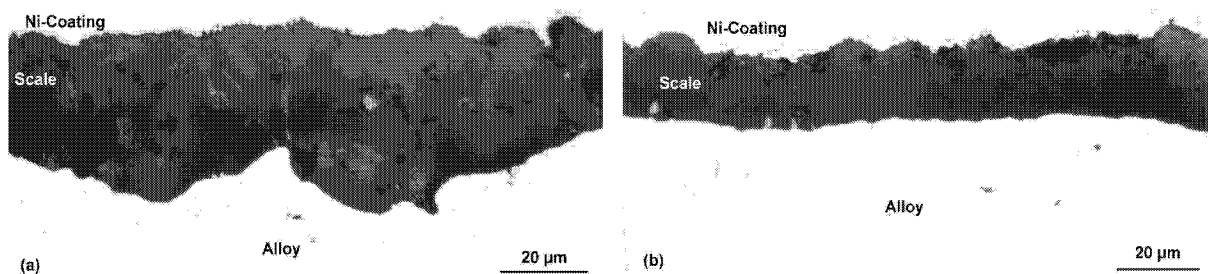 Ni-Coating
Scale
Alloy
(a)
20 µm
Ni-Coating
Scale
Alloy
(b)
20 µm